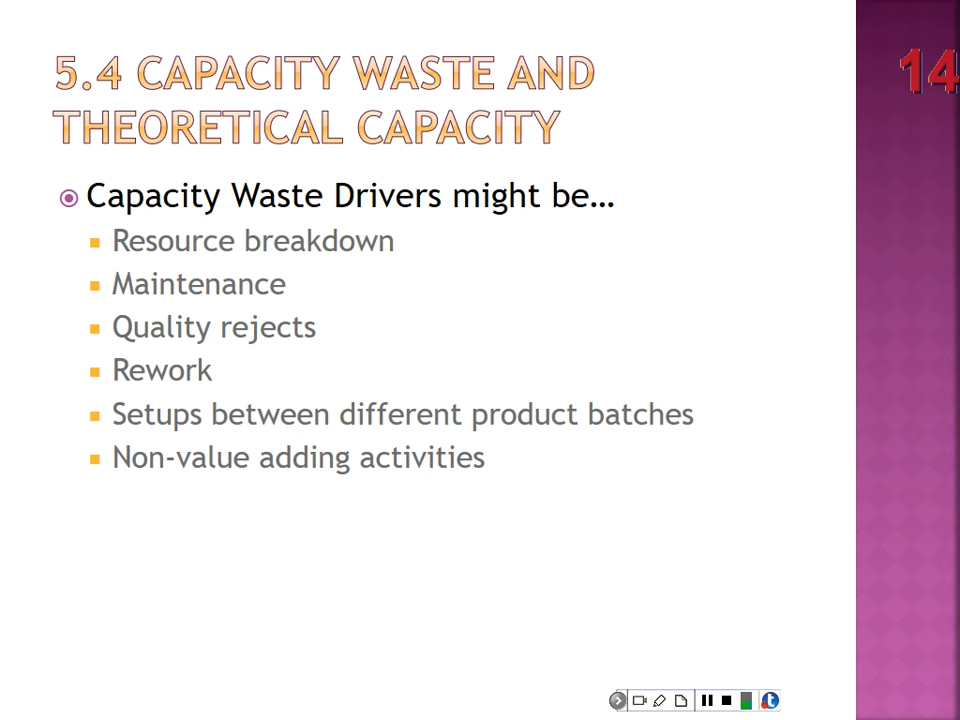 5.4 CAPACITY WASTE AND
THEORETICAL CAPACITY
14
Capacity Waste Drivers might be…
Resource breakdown
Maintenance
Quality rejects
Rework
Setups between different product batches
Non-value adding activities
t